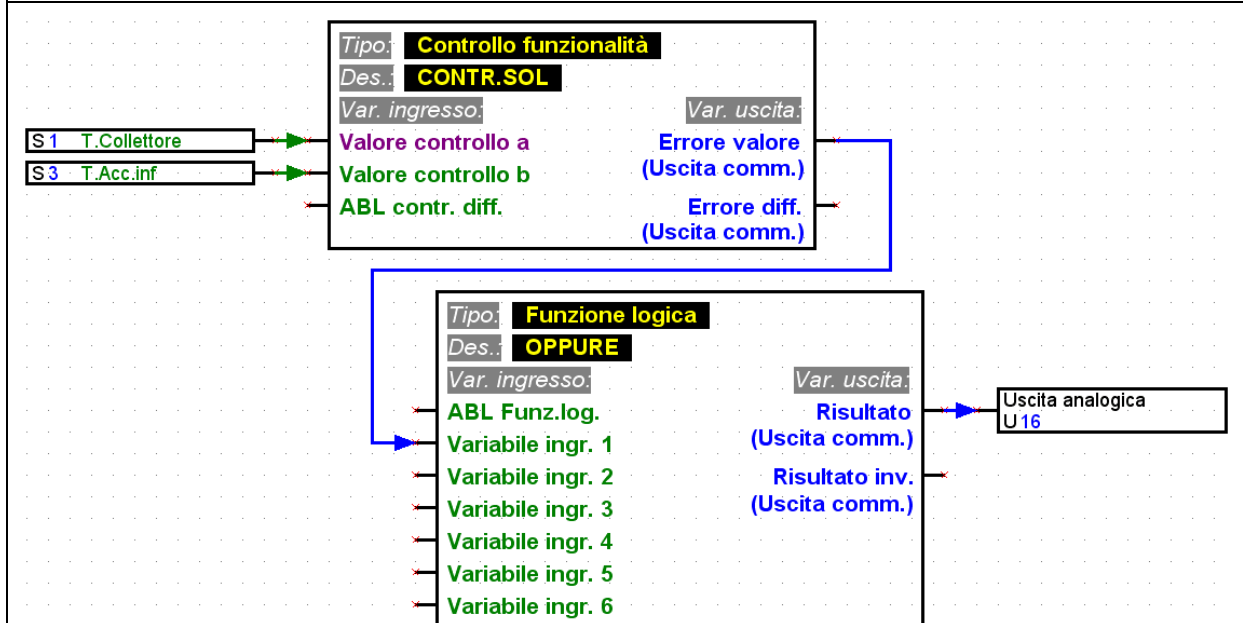 Tipo: Controllo funzionalità
Des.: CONTR.SOL
Var. ingresso: Var. uscita:
S1 T.Collettore
Valore controllo a Errore valore
(Uscita comm.)
S3 T.Acc.inf
Valore controllo b
ABL contr. diff. Errore diff.
(Uscita comm.)
Tipo: Funzione logica
Des.: OPPURE
Var. ingresso: Var. uscita:
ABL Funz.log. Risultato
(Uscita comm.)
Uscita analogica
U16
Variabile ingr. 1
Variabile ingr. 2 Risultato inv.
(Uscita comm.)
Variabile ingr. 3
Variabile ingr. 4
Variabile ingr. 5
Variabile ingr. 6